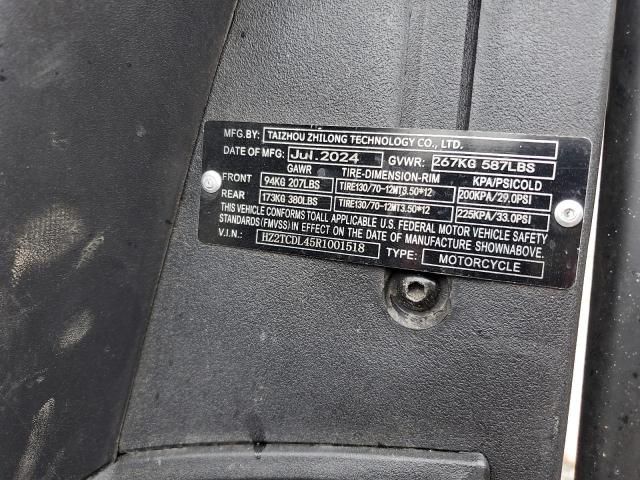 MFG.BY: TAIZHOU ZHILONG TECHNOLOGY CO., LTD.
DATE OF MFG: Jul.2024 GVWR: 267KG 587LBS
GAWR TIRE-DIMENSION-RIM KPA/PSICOLD
FRONT 94KG 207LBS TIRE130/70-12MT3.50*12 200KPA/29.0PSI
REAR 173KG 380LBS TIRE130/70-12MT3.50*12 225KPA/33.0PSI
THIS VEHICLE CONFORMS TOALL APPLICABLE U.S. FEDERAL MOTOR VEHICLE SAFETY
STANDARDS (FMVSS) IN EFFECT ON THE DATE OF MANUFACTURE SHOWNABOVE.
V.I.N: HZ2TCDL45R1001518 TYPE: MOTORCYCLE